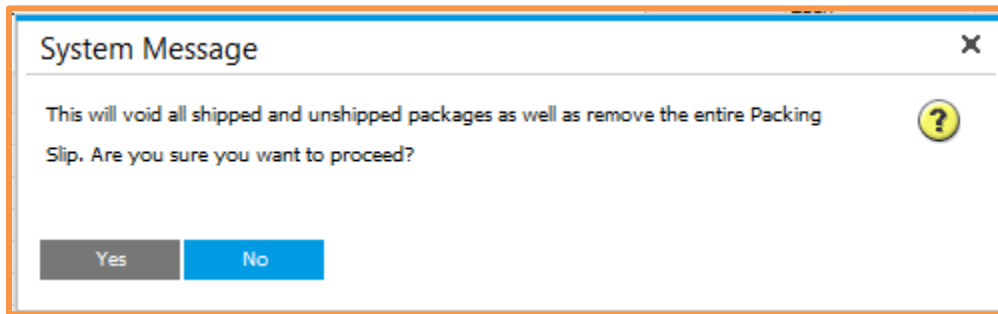 System Message
This will void all shipped and unshipped packages as well as remove the entire Packing
Slip. Are you sure you want to proceed?
Yes No